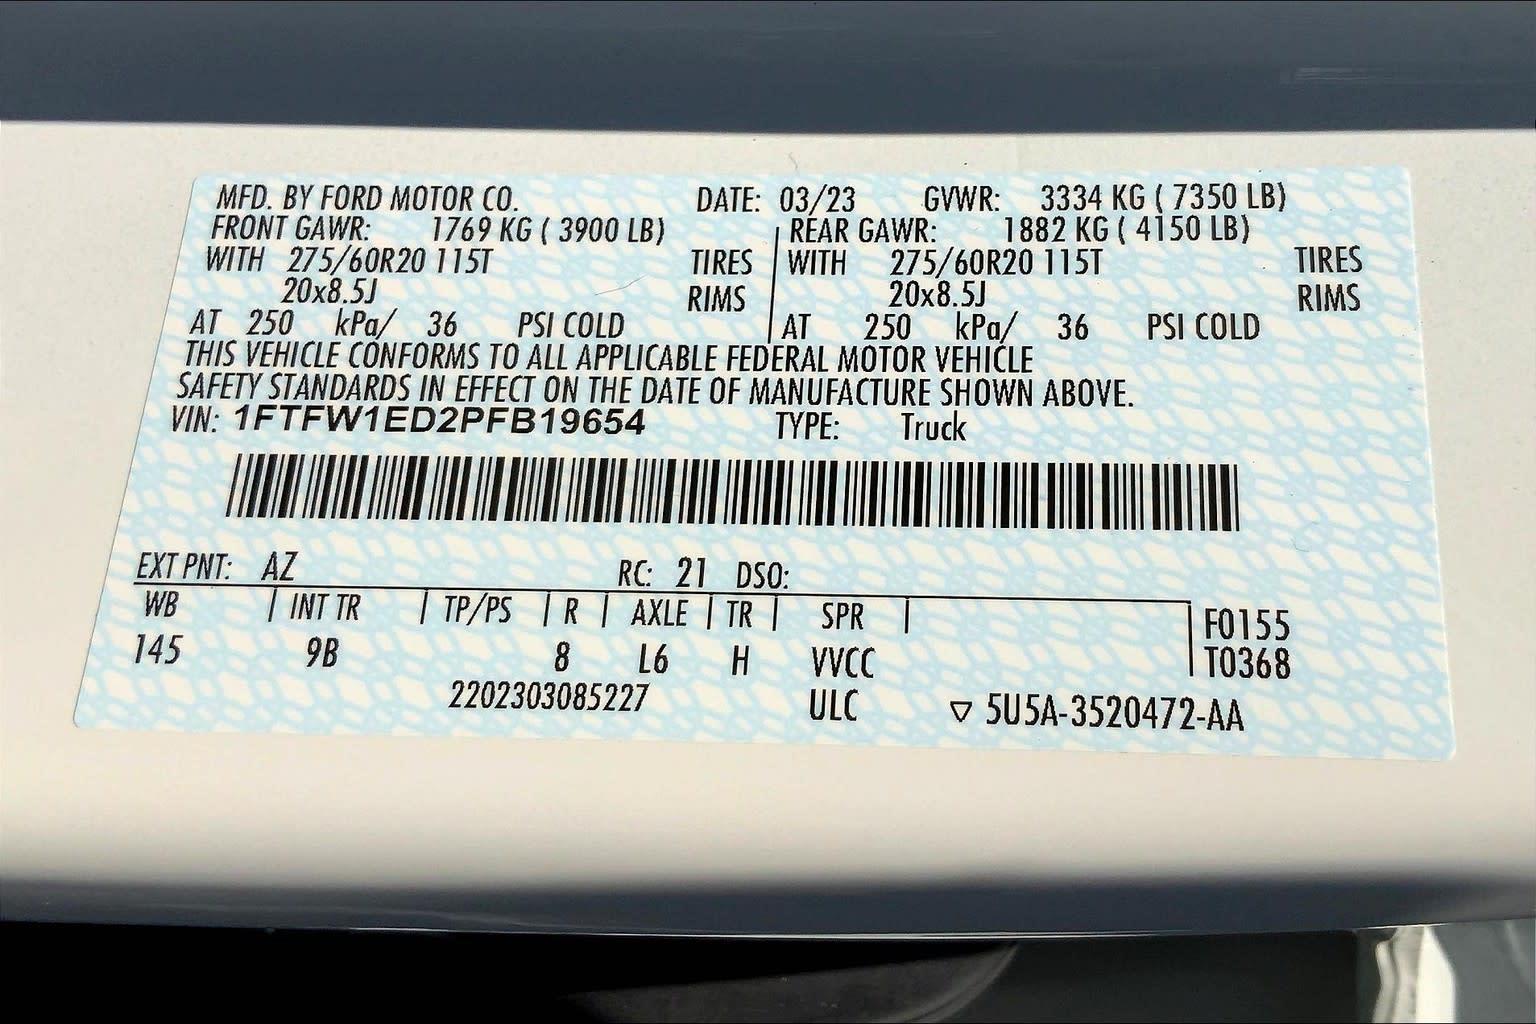 MFD. BY FORD MOTOR CO. DATE: 03/23 GVWR: 3334 KG ( 7350 LB)
FRONT GAWR: 1769 KG ( 3900 LB) REAR GAWR: 1882 KG ( 4150 LB)
WITH 275/60R20 115T TIRES WITH 275/60R20 115T TIRES
20x8.5J RIMS 20x8.5J RIMS
AT 250 kPa/ 36 PSI COLD AT 250 kPa/ 36 PSI COLD
THIS VEHICLE CONFORMS TO ALL APPLICABLE FEDERAL MOTOR VEHICLE
SAFETY STANDARDS IN EFFECT ON THE DATE OF MANUFACTURE SHOWN ABOVE.
VIN: 1FTFW1ED2PFB19654 TYPE: Truck
EXT PNT: AZ RC: 21 DSO:
WB INT TR TP/PS R AXLE TR SPR F0155
145 9B 8 L6 H VVCC T0368
2202303085227 ULC ▽ 5U5A-3520472-AA